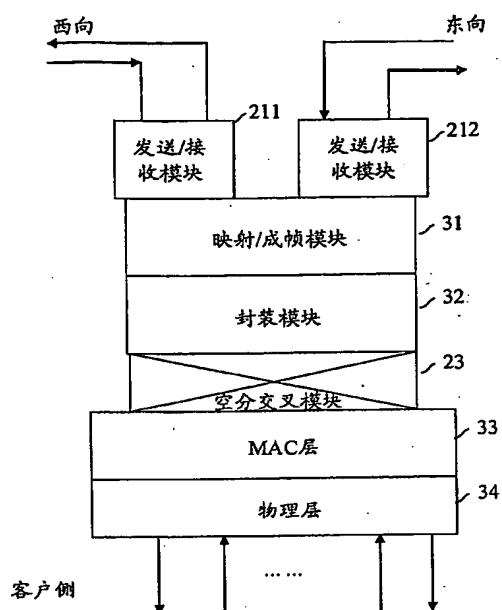 西向
东向
211
212
发送/接
收模块
发送/接
收模块
映射/成帧模块
31
封装模块
32
23
空分交叉模块
MAC层
33
物理层
34
客户侧
......